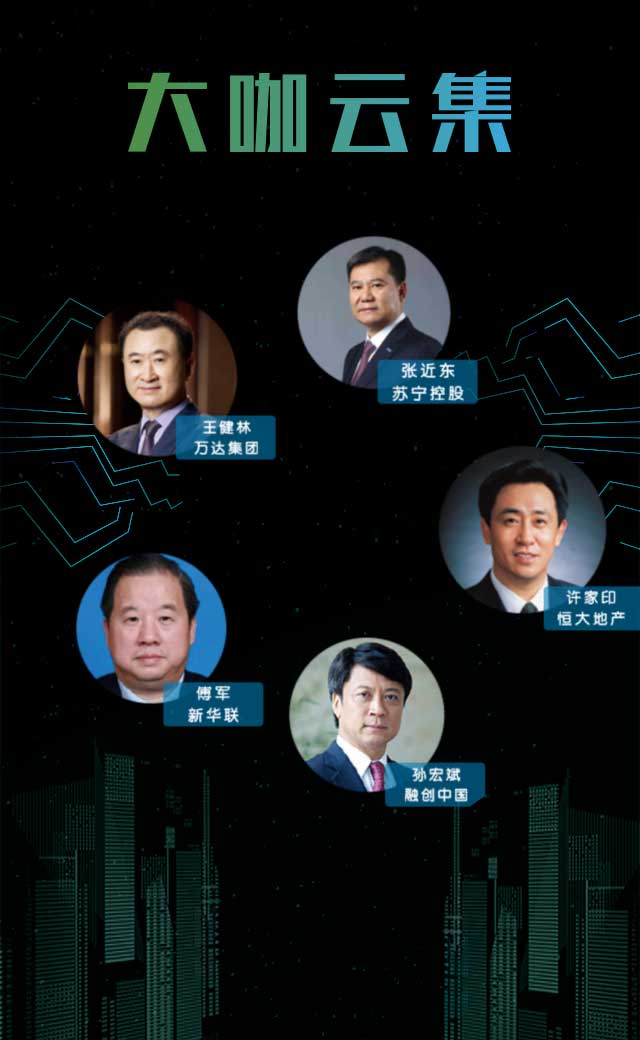 大咖云集
张近东
苏宁控股
王健林
万达集团
许家印
恒大地产
傅军
新华联
孙宏斌
融创中国